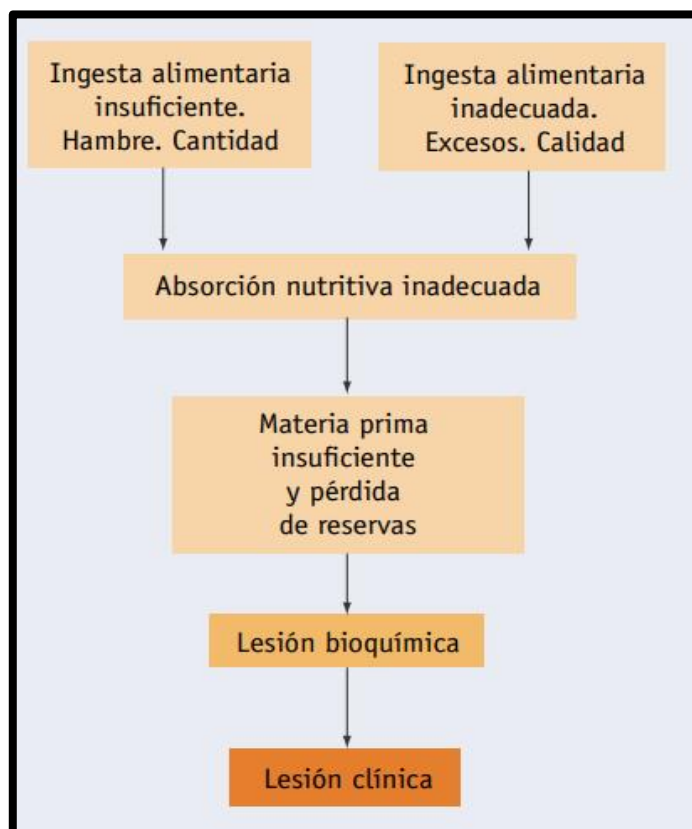 Ingesta alimentaria
insuficiente.
Hambre. Cantidad
Ingesta alimentaria
inadecuada.
Excesos. Calidad
Absorción nutritiva inadecuada
Materia prima
insuficiente
y pérdida
de reservas
Lesión bioquímica
Lesión clínica